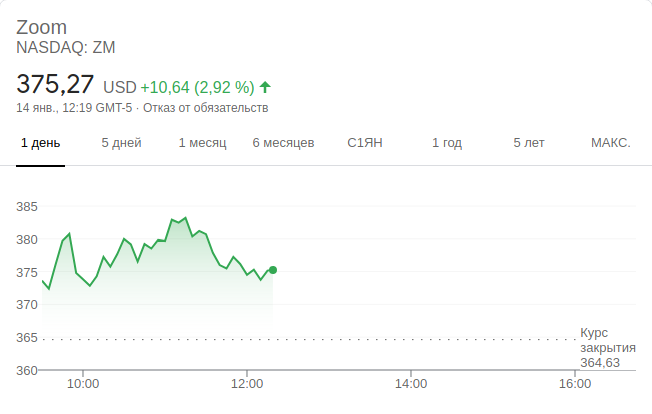 Zoom
NASDAQ: ZM
375,27 USD +10,64 (2,92 %)
14 янв., 12:19 GMT-5 · Отказ от обязательств
1 день 5 дней 1 месяц 6 месяцев С1ЯН 1 год 5 лет МАКС.
385
380
375
370
365
360
Курс
закрытия
364,63
10:00 12:00 14:00 16:00